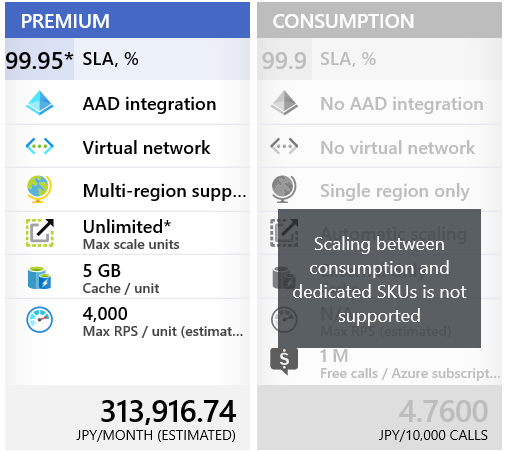 PREMIUM
99.95* SLA, %
AAD integration
Virtual network
Multi-region supp...
Unlimited*
Max scale units
5 GB
Cache / unit
4,000
Max RPS / unit (estimat...
313,916.74
JPY/MONTH (ESTIMATED)
CONSUMPTION
99.9 SLA, %
No AAD integration
No virtual network
Single region only
Automatic scaling
Scaling between
consumption and
dedicated SKUs is not
supported
Max RPS (estimated)
1 M
Free calls / Azure subscript...
4.7600
JPY/10,000 CALLS